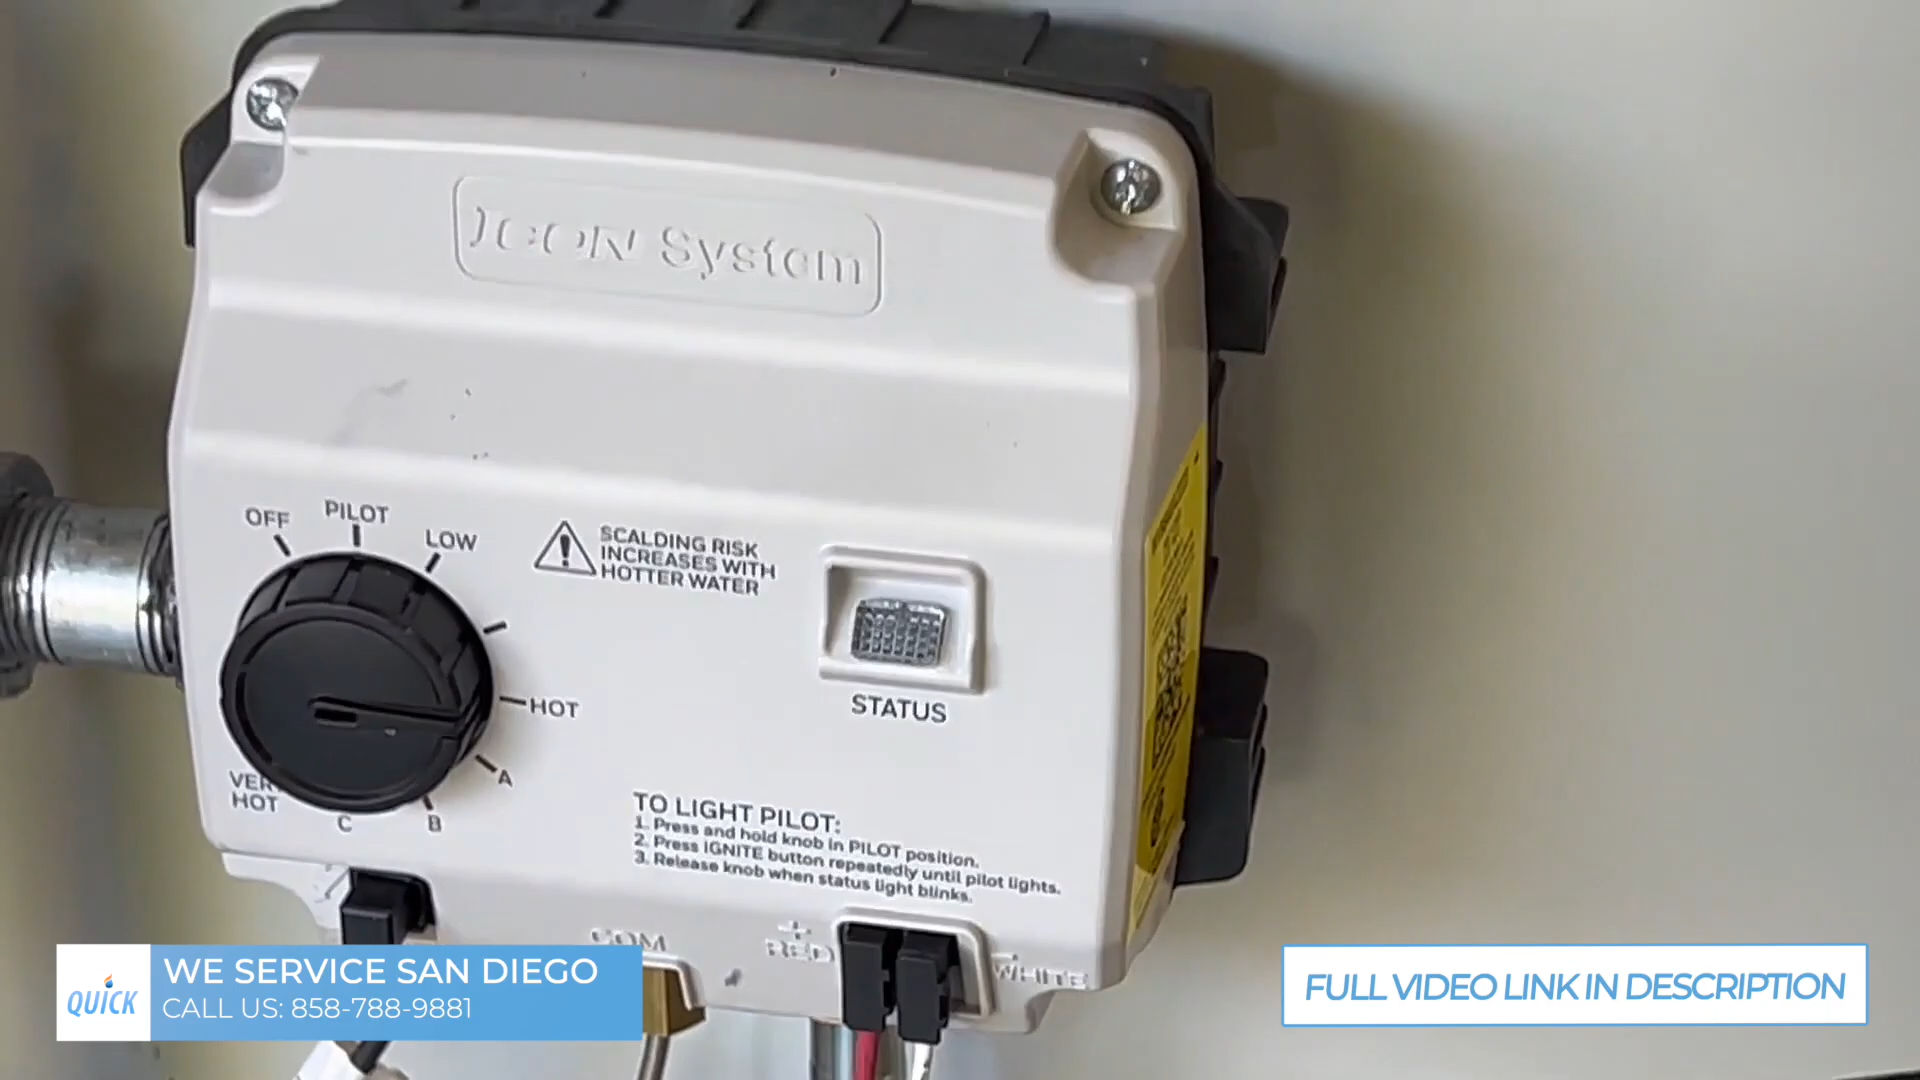 ICON System
OFF
PILOT
LOW
HOT
A
B
C
VERY
HOT
SCALDING RISK
INCREASES WITH
HOTTER WATER
STATUS
TO LIGHT PILOT:
1. Press and hold knob in PILOT position.
2. Press IGNITE button repeatedly until pilot lights.
3. Release knob when status light blinks.
COM
+
RED
-
WHITE
QUICK
WE SERVICE SAN DIEGO
CALL US: 858-788-9881
FULL VIDEO LINK IN DESCRIPTION